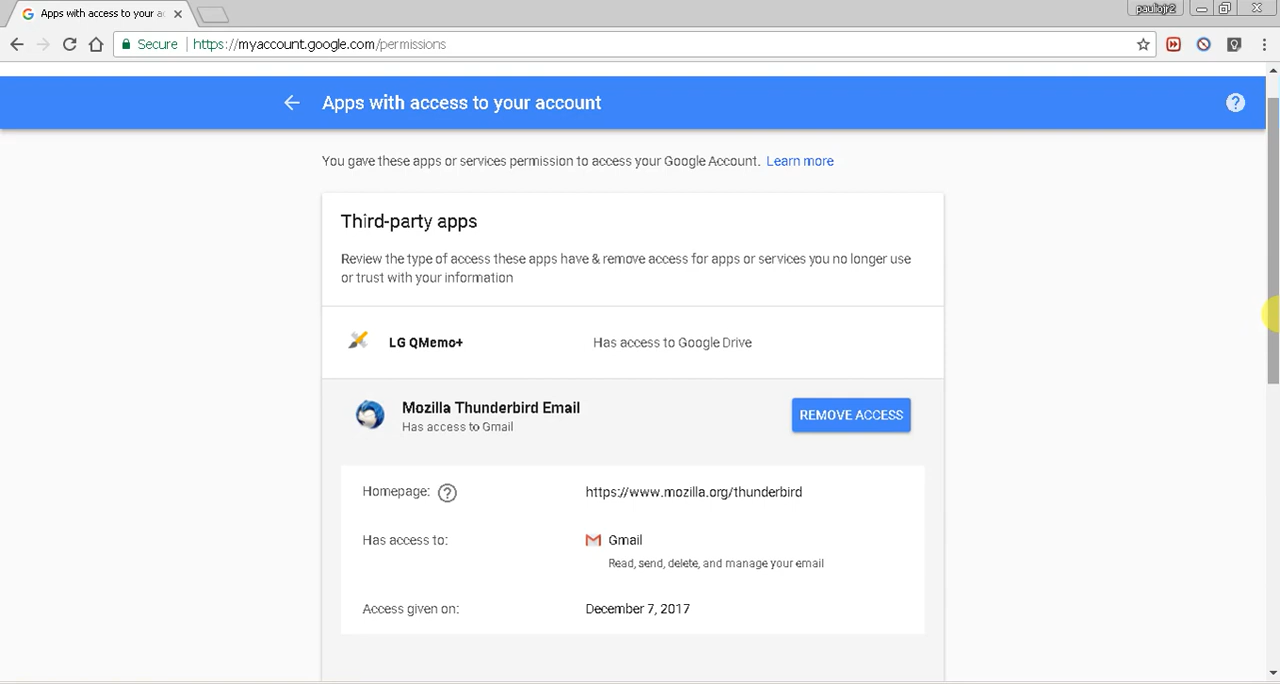 Apps with access to your a
pauliojr2
Secure
https://myaccount.google.com/permissions
Apps with access to your account
You gave these apps or services permission to access your Google Account. Learn more
Third-party apps
Review the type of access these apps have & remove access for apps or services you no longer use
or trust with your information
LG QMemo+
Has access to Google Drive
Mozilla Thunderbird Email
Has access to Gmail
REMOVE ACCESS
Homepage:
https://www.mozilla.org/thunderbird
Has access to:
Gmail
Read, send, delete, and manage your email
Access given on:
December 7, 2017